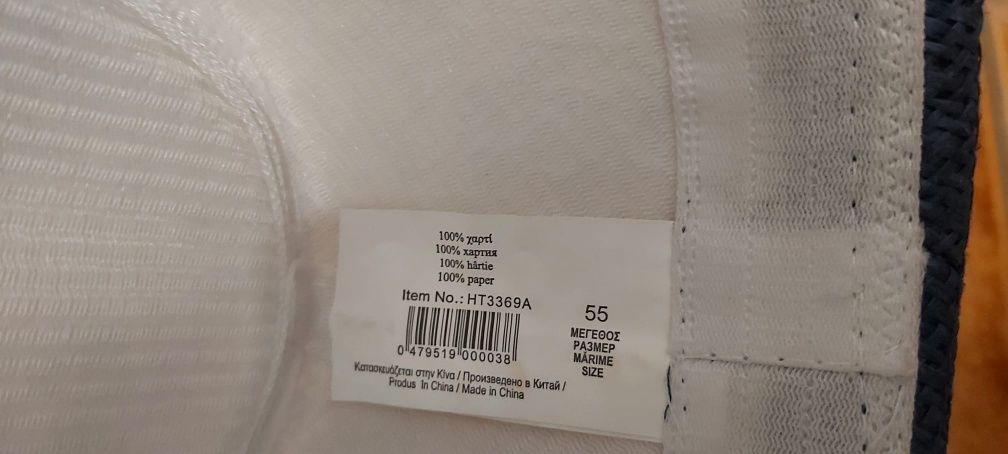 100% χαρτί
100% хартия
100% hârtie
100% paper
Item No.: HT3369A
0 479519 000038
Κατασκευάζεται στην Κίνα / Произведено в Китай /
Produs In China / Made in China
55
ΜΕΓΕΘΟΣ
РАЗМЕР
MĂRIME
SIZE